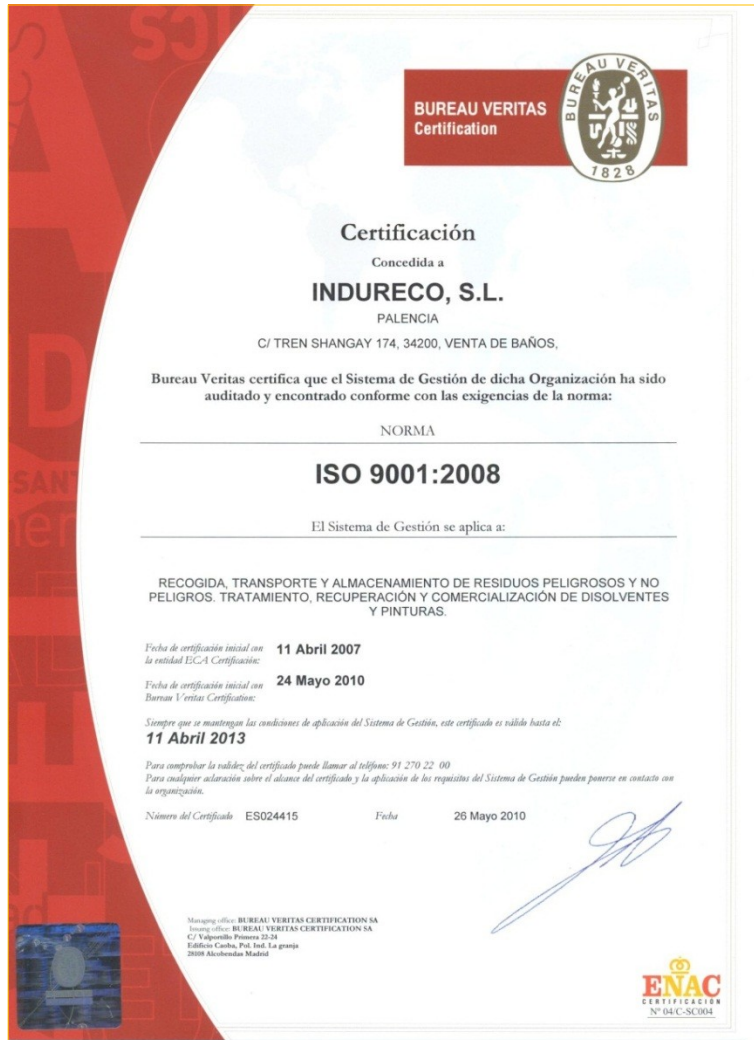 BUREAU VERITAS
Certification
BUREAU VERITAS
1828
Certificación
Concedida a
INDURECO, S.L.
PALENCIA
C/ TREN SHANGAY 174, 34200, VENTA DE BAÑOS,
Bureau Veritas certifica que el Sistema de Gestión de dicha Organización ha sido
auditado y encontrado conforme con las exigencias de la norma:
NORMA
ISO 9001:2008
El Sistema de Gestión se aplica a:
RECOGIDA, TRANSPORTE Y ALMACENAMIENTO DE RESIDUOS PELIGROSOS Y NO
PELIGROS. TRATAMIENTO, RECUPERACIÓN Y COMERCIALIZACIÓN DE DISOLVENTES
Y PINTURAS.
Fecha de certificación inicial con 11 Abril 2007
la entidad ECA Certificación:
Fecha de certificación inicial con 24 Mayo 2010
Bureau Veritas Certification:
Siempre que se mantengan las condiciones de aplicación del Sistema de Gestión, este certificado es válido hasta el:
11 Abril 2013
Para comprobar la validez del certificado puede llamar al teléfono: 91 270 22 00
Para cualquier aclaración sobre el alcance del certificado y la aplicación de los requisitos del Sistema de Gestión pueden ponerse en contacto con
la organización.
Número del Certificado ES024415 Fecha 26 Mayo 2010
Managing office: BUREAU VERITAS CERTIFICATION SA
Issuing office: BUREAU VERITAS CERTIFICATION SA
C/ Valportillo Primera 22-24
Edificio Caoba, Pol. Ind. La granja
28108 Alcobendas Madrid
ENAC
CERTIFICACIÓN
Nº 04/C-SC004